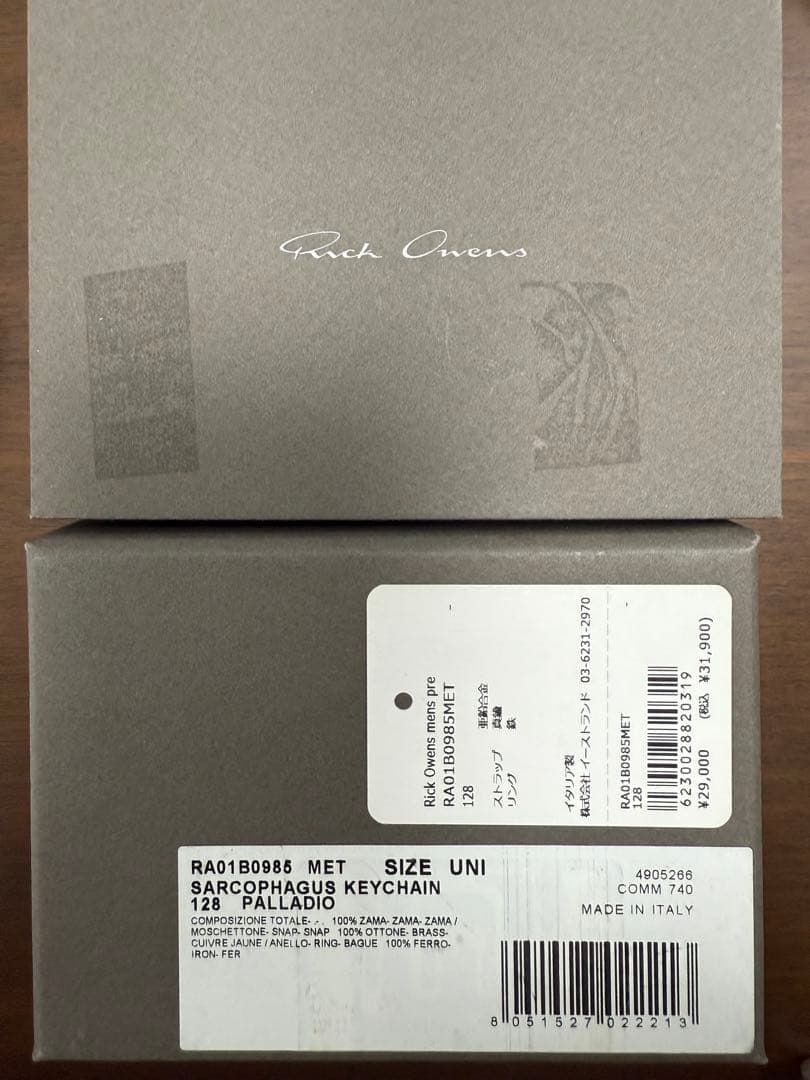 Rick Owens
Rick Owens mens pre
RA01B0985MET
128
亜鉛合金
ストラップ 真鍮
リング 鉄
イタリア製
株式会社 イーストランド 03-6231-2970
RA01B0985MET
128
6230028820319
¥29,000 (税込 ¥31,900)
RA01B0985 MET SIZE UNI
SARCOPHAGUS KEYCHAIN
128 PALLADIO
COMPOSIZIONE TOTALE- .- . 100% ZAMA- ZAMA- ZAMA /
MOSCHETTONE- SNAP- SNAP 100% OTTONE- BRASS-
CUIVRE JAUNE / ANELLO- RING- BAGUE 100% FERRO-
IRON- FER
4905266
COMM 740
MADE IN ITALY
8 051527 022213